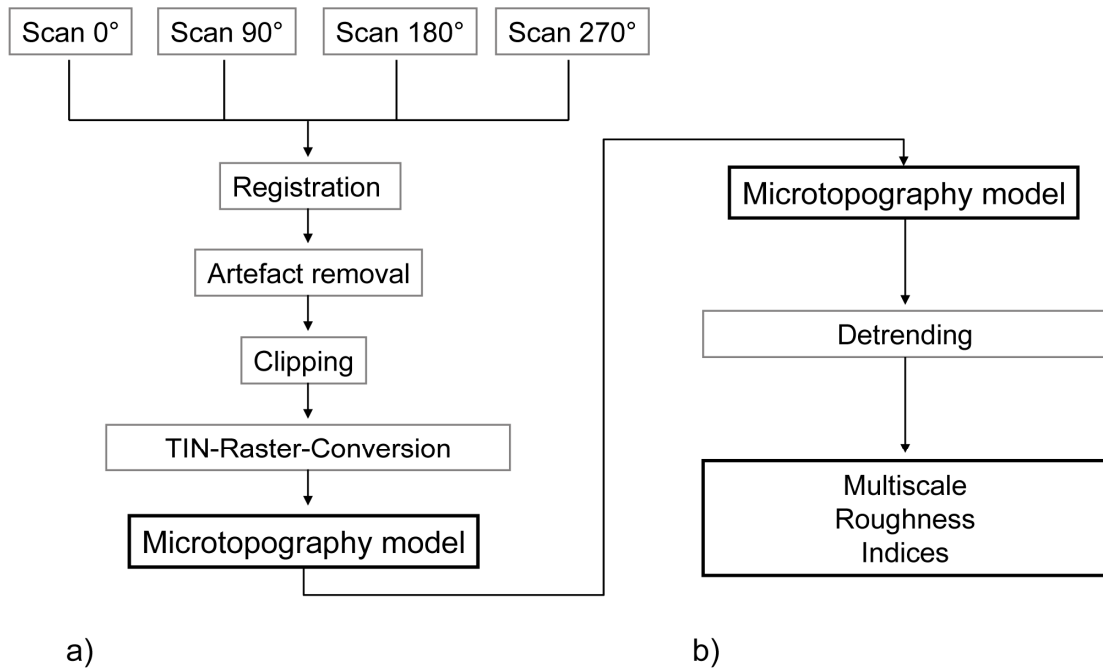 Scan 0°
Scan 90°
Scan 180°
Scan 270°
Registration
Artefact removal
Clipping
TIN-Raster-Conversion
Microtopography model
a)
Microtopography model
Detrending
Multiscale
Roughness
Indices
b)